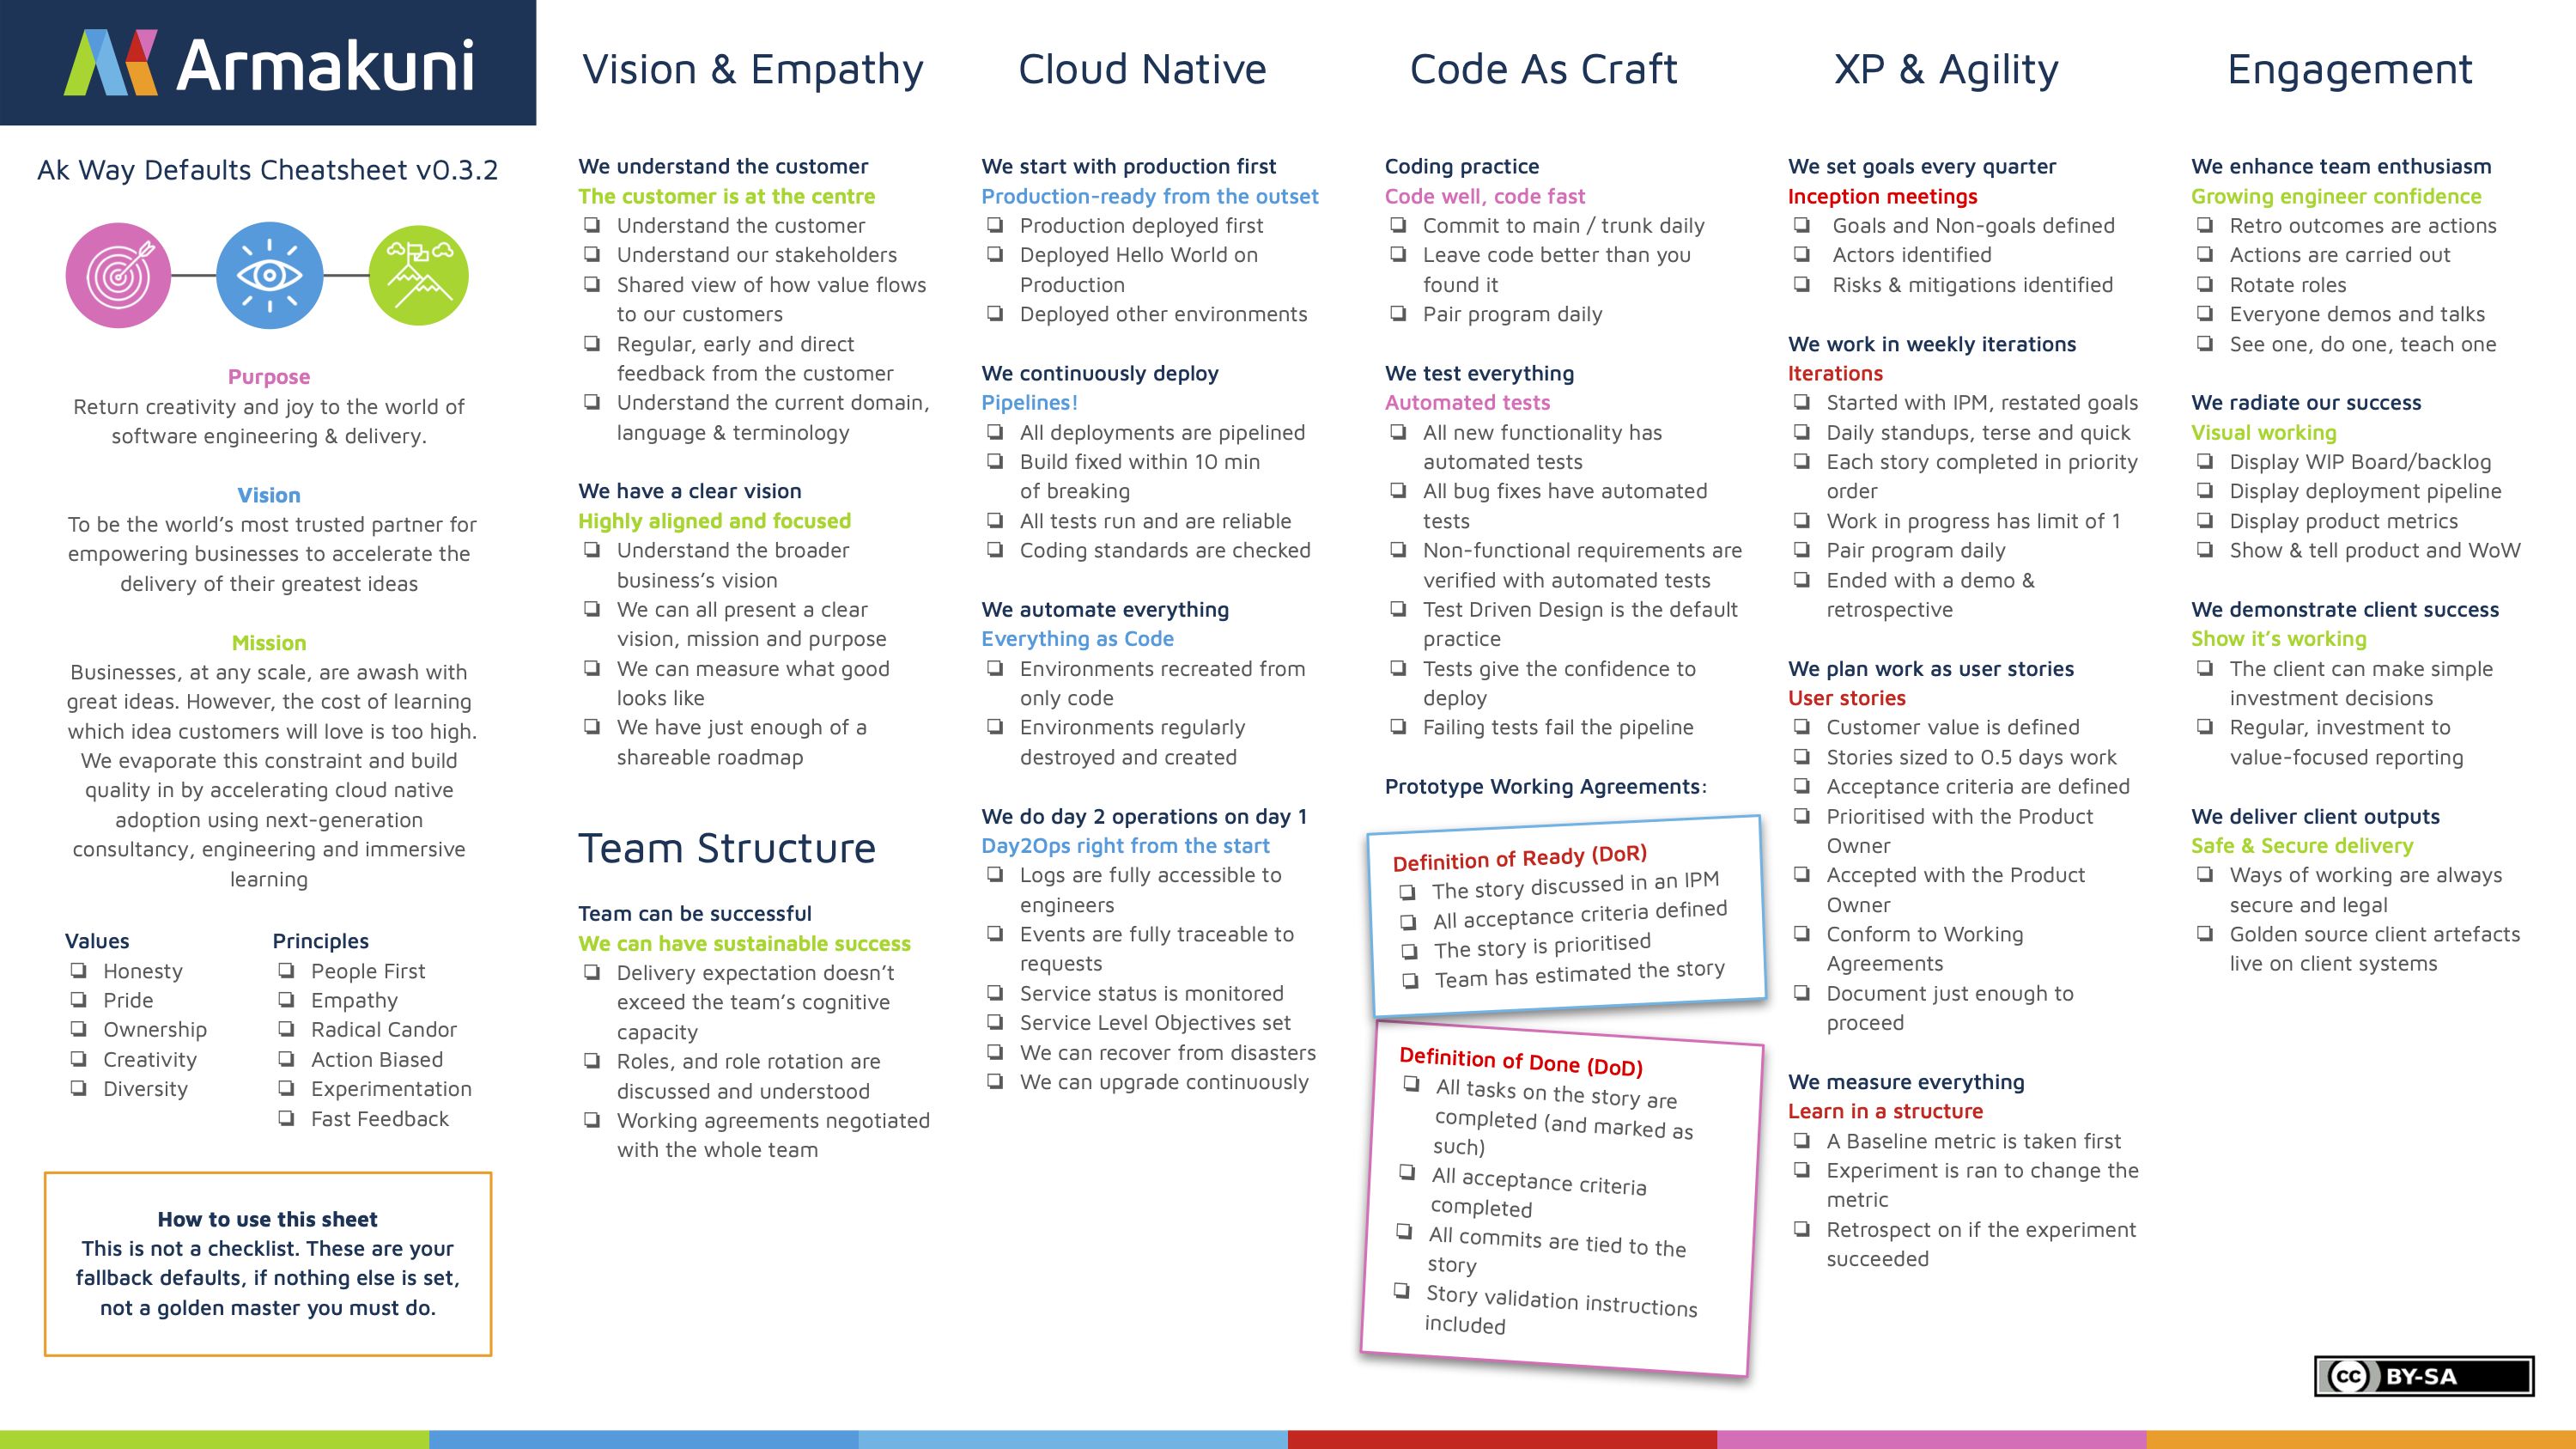 Armakuni
Ak Way Defaults Cheatsheet v0.3.2
Purpose
Return creativity and joy to the world of
software engineering & delivery.
Vision
To be the world's most trusted partner for
empowering businesses to accelerate the
delivery of their greatest ideas
Mission
Businesses, at any scale, are awash with
great ideas. However, the cost of learning
which idea customers will love is too high.
We evaporate this constraint and build
quality in by accelerating cloud native
adoption using next-generation
consultancy, engineering and immersive
learning
Values
Honesty
Pride
Ownership
Creativity
Diversity
Principles
People First
Empathy
Radical Candor
Action Biased
Experimentation
Fast Feedback
How to use this sheet
This is not a checklist. These are your
fallback defaults, if nothing else is set,
not a golden master you must do.
Vision & Empathy
We understand the customer
The customer is at the centre
Understand the customer
Understand our stakeholders
Shared view of how value flows
to our customers
Regular, early and direct
feedback from the customer
Understand the current domain,
language & terminology
We have a clear vision
Highly aligned and focused
Understand the broader
business's vision
We can all present a clear
vision, mission and purpose
We can measure what good
looks like
We have just enough of a
shareable roadmap
Team Structure
Team can be successful
We can have sustainable success
Delivery expectation doesn't
exceed the team's cognitive
capacity
Roles, and role rotation are
discussed and understood
Working agreements negotiated
with the whole team
Cloud Native
We start with production first
Production-ready from the outset
Production deployed first
Deployed Hello World on
Production
Deployed other environments
We continuously deploy
Pipelines!
All deployments are pipelined
Build fixed within 10 min
of breaking
All tests run and are reliable
Coding standards are checked
We automate everything
Everything as Code
Environments recreated from
only code
Environments regularly
destroyed and created
We do day 2 operations on day 1
Day2Ops right from the start
Logs are fully accessible to
engineers
Events are fully traceable to
requests
Service status is monitored
Service Level Objectives set
We can recover from disasters
We can upgrade continuously
Code As Craft
Coding practice
Code well, code fast
Commit to main / trunk daily
Leave code better than you
found it
Pair program daily
We test everything
Automated tests
All new functionality has
automated tests
All bug fixes have automated
tests
Non-functional requirements are
verified with automated tests
Test Driven Design is the default
practice
Tests give the confidence to
deploy
Failing tests fail the pipeline
Prototype Working Agreements:
Definition of Ready (DoR)
The story discussed in an IPM
All acceptance criteria defined
The story is prioritised
Team has estimated the story
Definition of Done (DoD)
All tasks on the story are
completed (and marked as
such)
All acceptance criteria
completed
All commits are tied to the
story
Story validation instructions
included
XP & Agility
We set goals every quarter
Inception meetings
Goals and Non-goals defined
Actors identified
Risks & mitigations identified
We work in weekly iterations
Iterations
Started with IPM, restated goals
Daily standups, terse and quick
Each story completed in priority
order
Work in progress has limit of 1
Pair program daily
Ended with a demo &
retrospective
We plan work as user stories
User stories
Customer value is defined
Stories sized to 0.5 days work
Acceptance criteria are defined
Prioritised with the Product
Owner
Accepted with the Product
Owner
Conform to Working
Agreements
Document just enough to
proceed
We measure everything
Learn in a structure
A Baseline metric is taken first
Experiment is ran to change the
metric
Retrospect on if the experiment
succeeded
Engagement
We enhance team enthusiasm
Growing engineer confidence
Retro outcomes are actions
Actions are carried out
Rotate roles
Everyone demos and talks
See one, do one, teach one
We radiate our success
Visual working
Display WIP Board/backlog
Display deployment pipeline
Display product metrics
Show & tell product and WoW
We demonstrate client success
Show it's working
The client can make simple
investment decisions
Regular, investment to
value-focused reporting
We deliver client outputs
Safe & Secure delivery
Ways of working are always
secure and legal
Golden source client artefacts
live on client systems
cc BY-SA